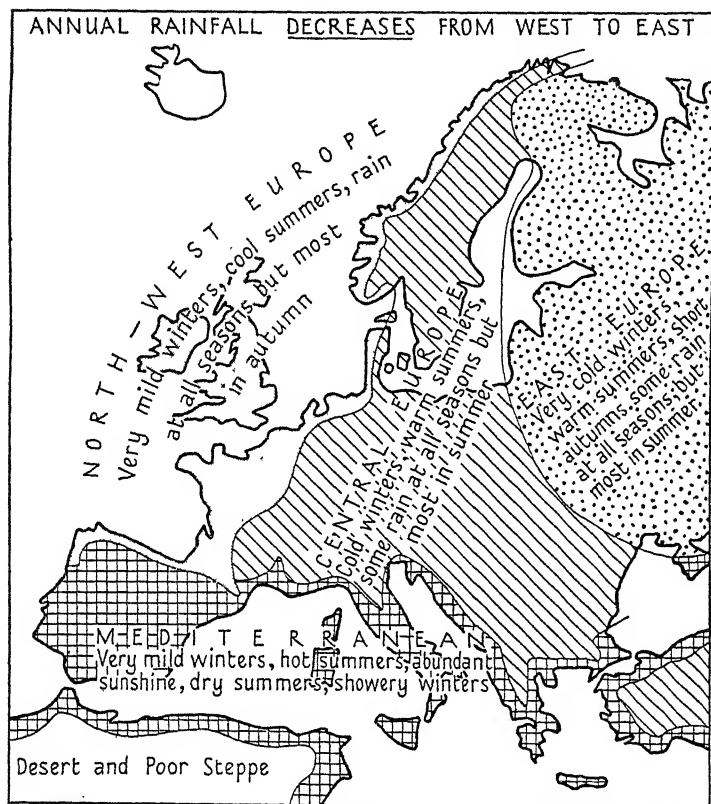 ANNUAL RAINFALL DECREASES FROM WEST TO EAST
NORTH-WEST EUROPE
Very mild winters, cool summers, rain
at all seasons but most
in autumn
CENTRAL EUROPE
Cold winters, warm summers,
some rain at all seasons but
most in summer
EAST EUROPE
Very cold winters,
warm summers, short
autumns, some rain
at all seasons, but
most in summer
MEDITERRANEAN
Very mild winters, hot summers, abundant
sunshine, dry summers, showery winters
Desert and Poor Steppe